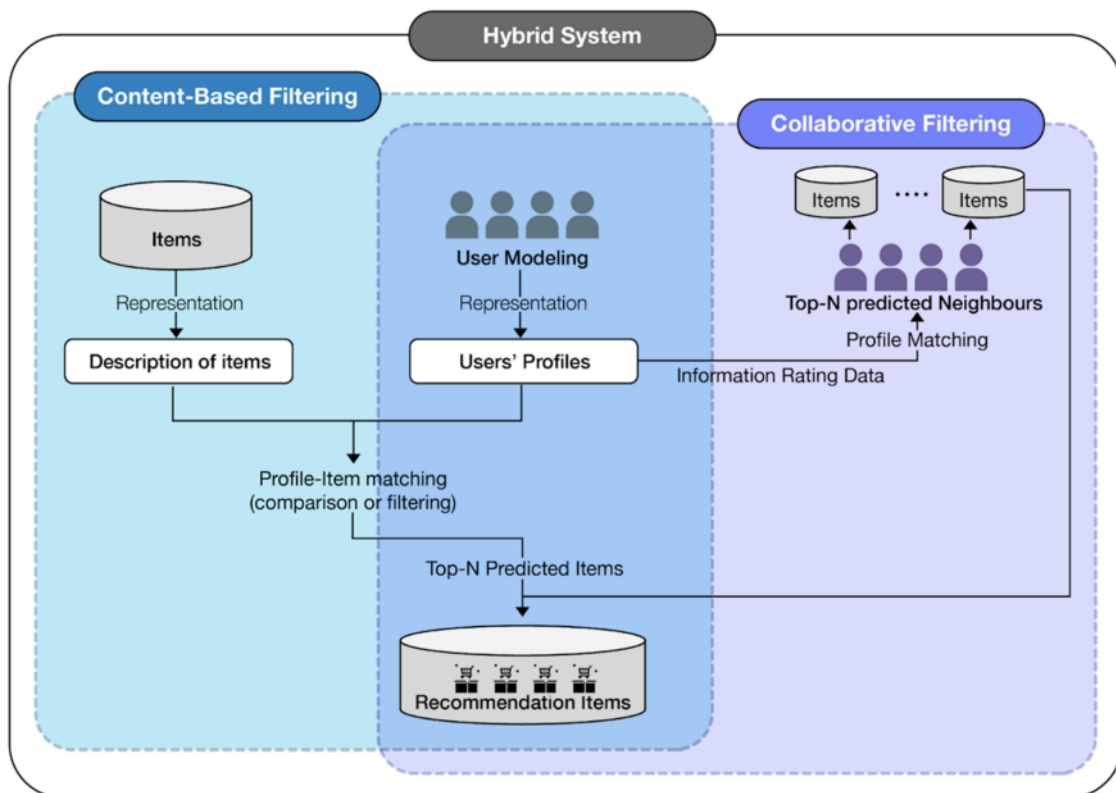 Hybrid System
Content-Based Filtering
Collaborative Filtering
Items
Representation
Description of items
User Modeling
Representation
Users' Profiles
Items
....
Items
Top-N predicted Neighbours
Profile Matching
Information Rating Data
Profile-Item matching
(comparison or filtering)
Top-N Predicted Items
Recommendation Items